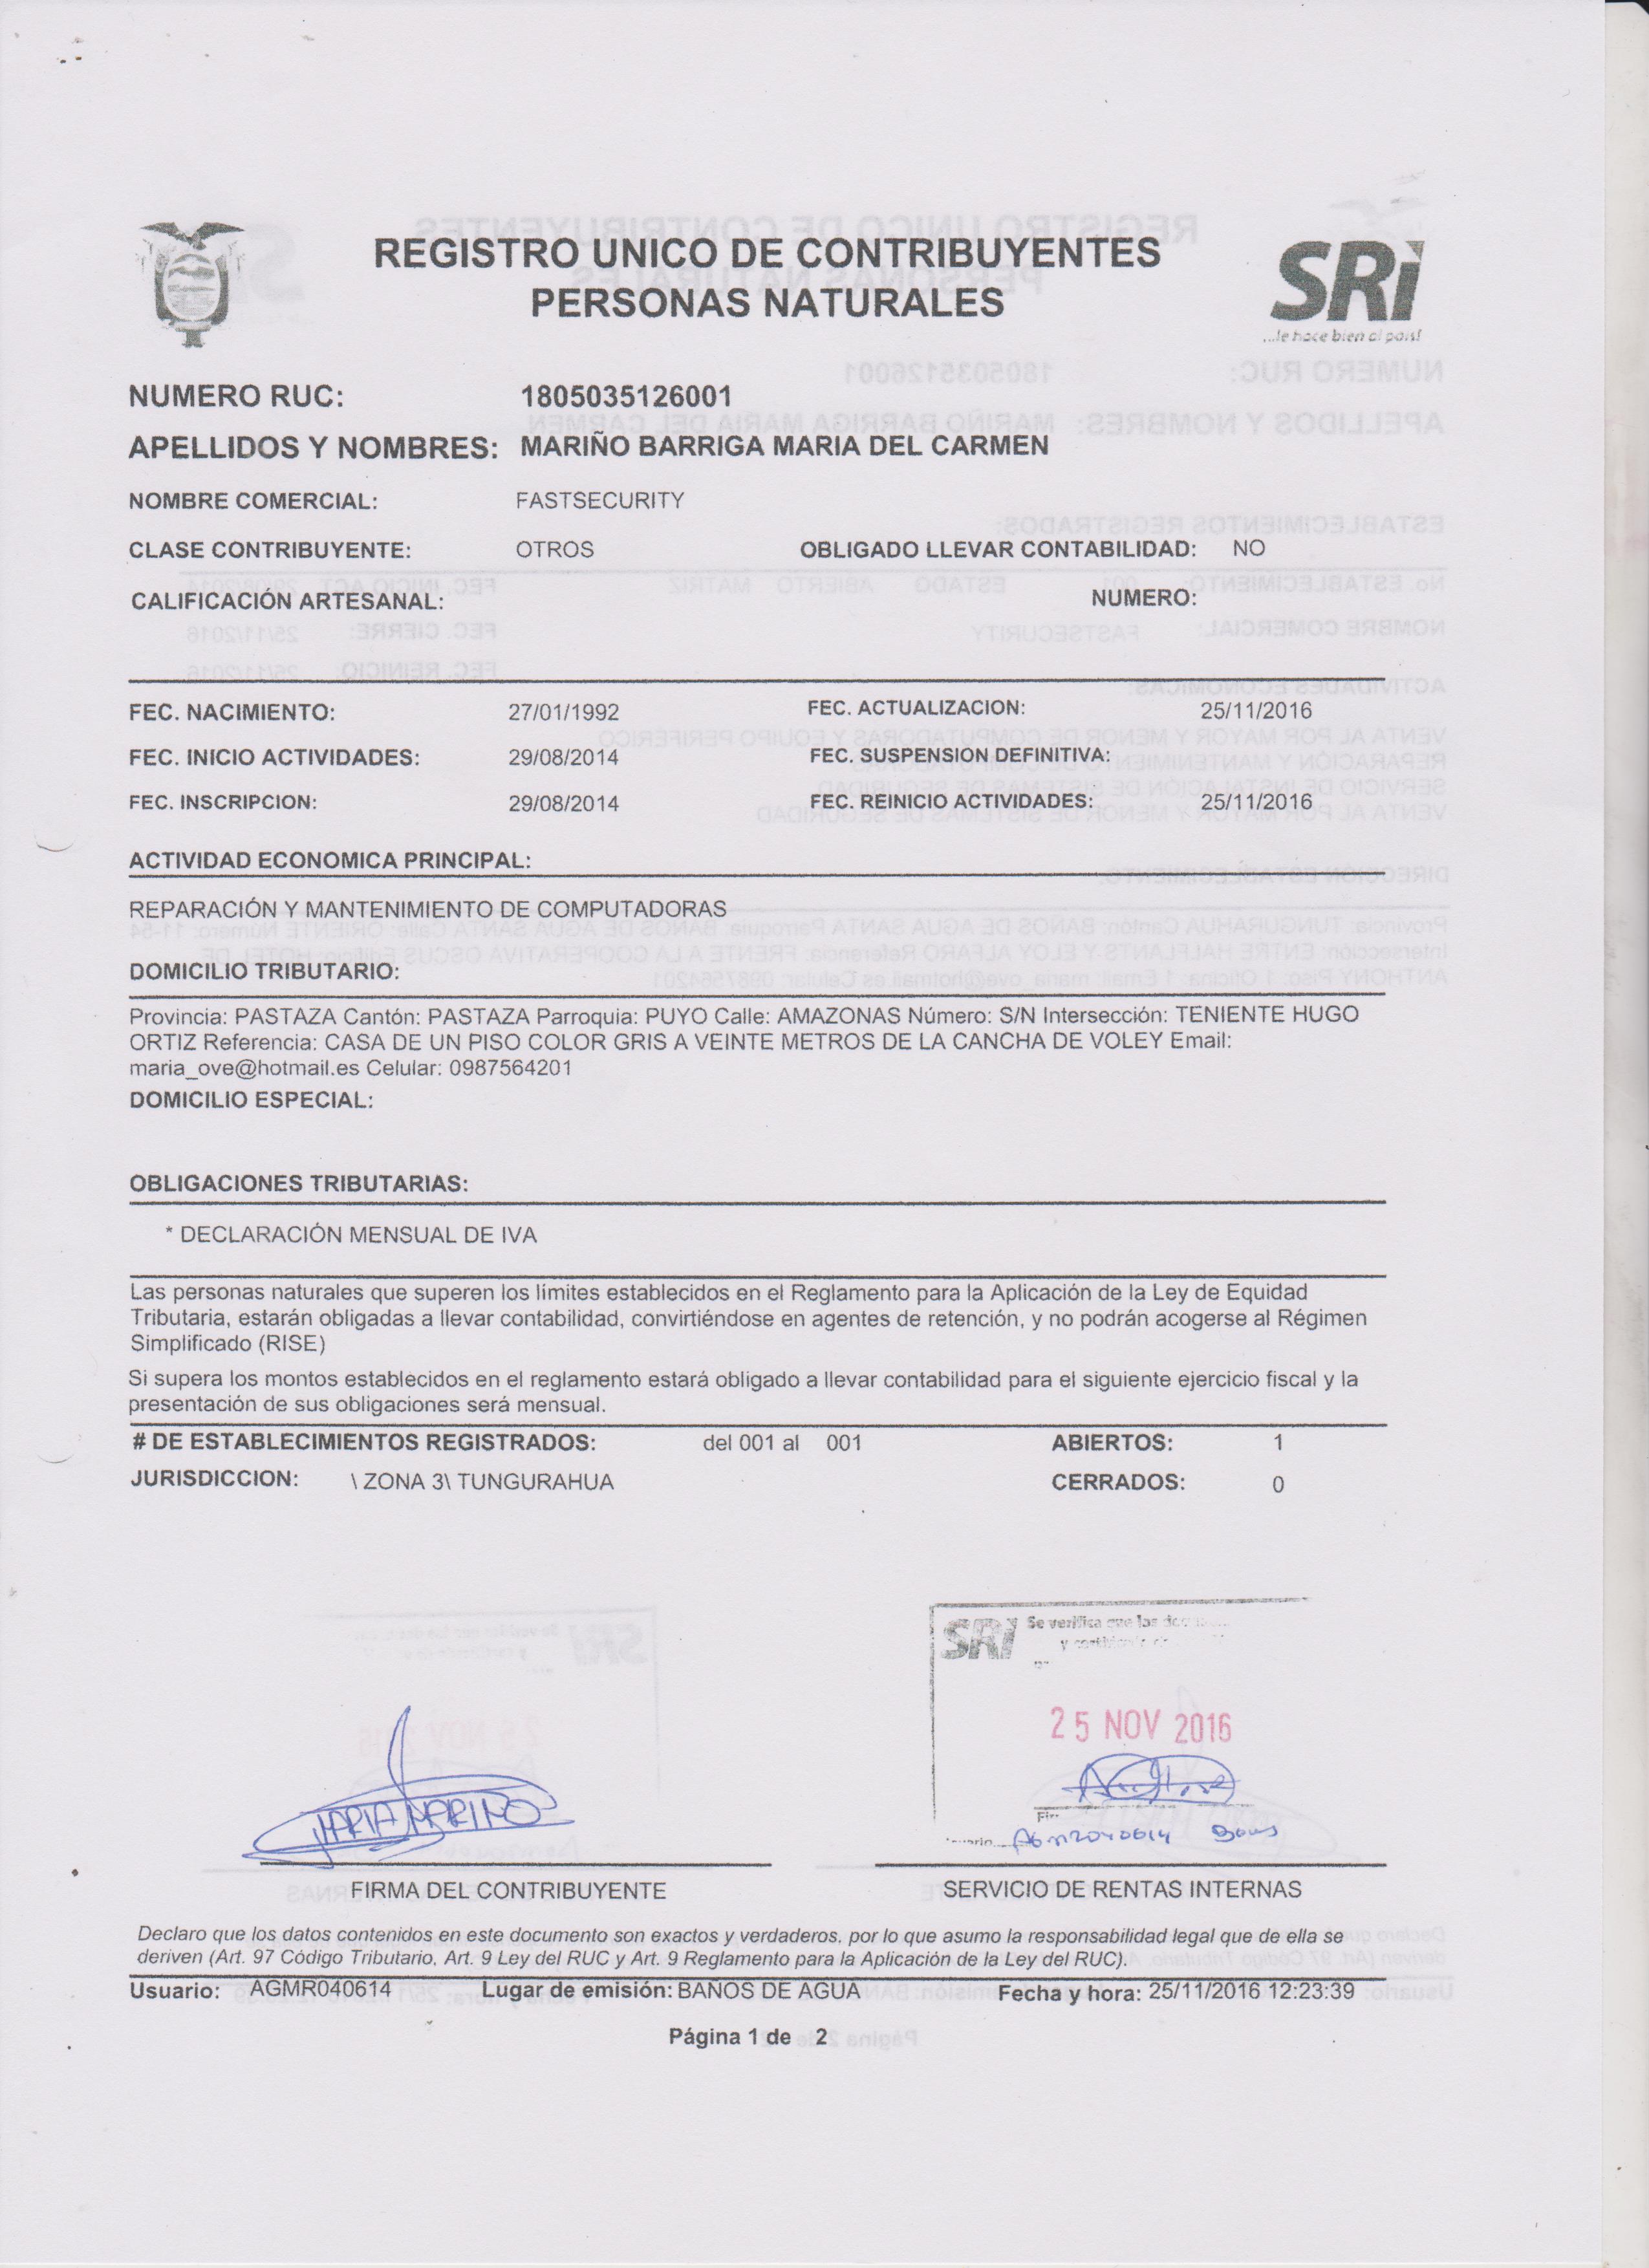 REGISTRO UNICO DE CONTRIBUYENTES
PERSONAS NATURALES
SRi
...le hace bien al país!
NUMERO RUC: 1805035126001
APELLIDOS Y NOMBRES: MARIÑO BARRIGA MARIA DEL CARMEN
NOMBRE COMERCIAL: FASTSECURITY
CLASE CONTRIBUYENTE: OTROS OBLIGADO LLEVAR CONTABILIDAD: NO
CALIFICACIÓN ARTESANAL: NUMERO:
FEC. NACIMIENTO: 27/01/1992 FEC. ACTUALIZACION: 25/11/2016
FEC. INICIO ACTIVIDADES: 29/08/2014 FEC. SUSPENSION DEFINITIVA:
FEC. INSCRIPCION: 29/08/2014 FEC. REINICIO ACTIVIDADES: 25/11/2016
ACTIVIDAD ECONOMICA PRINCIPAL:
REPARACIÓN Y MANTENIMIENTO DE COMPUTADORAS
DOMICILIO TRIBUTARIO:
Provincia: PASTAZA Cantón: PASTAZA Parroquia: PUYO Calle: AMAZONAS Número: S/N Intersección: TENIENTE HUGO
ORTIZ Referencia: CASA DE UN PISO COLOR GRIS A VEINTE METROS DE LA CANCHA DE VOLEY Email:
maria_ove@hotmail.es Celular: 0987564201
DOMICILIO ESPECIAL:
OBLIGACIONES TRIBUTARIAS:
* DECLARACIÓN MENSUAL DE IVA
Las personas naturales que superen los límites establecidos en el Reglamento para la Aplicación de la Ley de Equidad
Tributaria, estarán obligadas a llevar contabilidad, convirtiéndose en agentes de retención, y no podrán acogerse al Régimen
Simplificado (RISE)
Si supera los montos establecidos en el reglamento estará obligado a llevar contabilidad para el siguiente ejercicio fiscal y la
presentación de sus obligaciones será mensual.
# DE ESTABLECIMIENTOS REGISTRADOS: del 001 al 001 ABIERTOS: 1
JURISDICCION: \ ZONA 3\ TUNGURAHUA CERRADOS: 0
SRi Se verifica que los
25 NOV 2016
MARIA MARIÑO
FIRMA DEL CONTRIBUYENTE SERVICIO DE RENTAS INTERNAS
Declaro que los datos contenidos en este documento son exactos y verdaderos, por lo que asumo la responsabilidad legal que de ella se
deriven (Art. 97 Código Tributario, Art. 9 Ley del RUC y Art. 9 Reglamento para la Aplicación de la Ley del RUC).
Usuario: AGMR040614 Lugar de emisión: BAÑOS DE AGUA Fecha y hora: 25/11/2016 12:23:39
Página 1 de 2